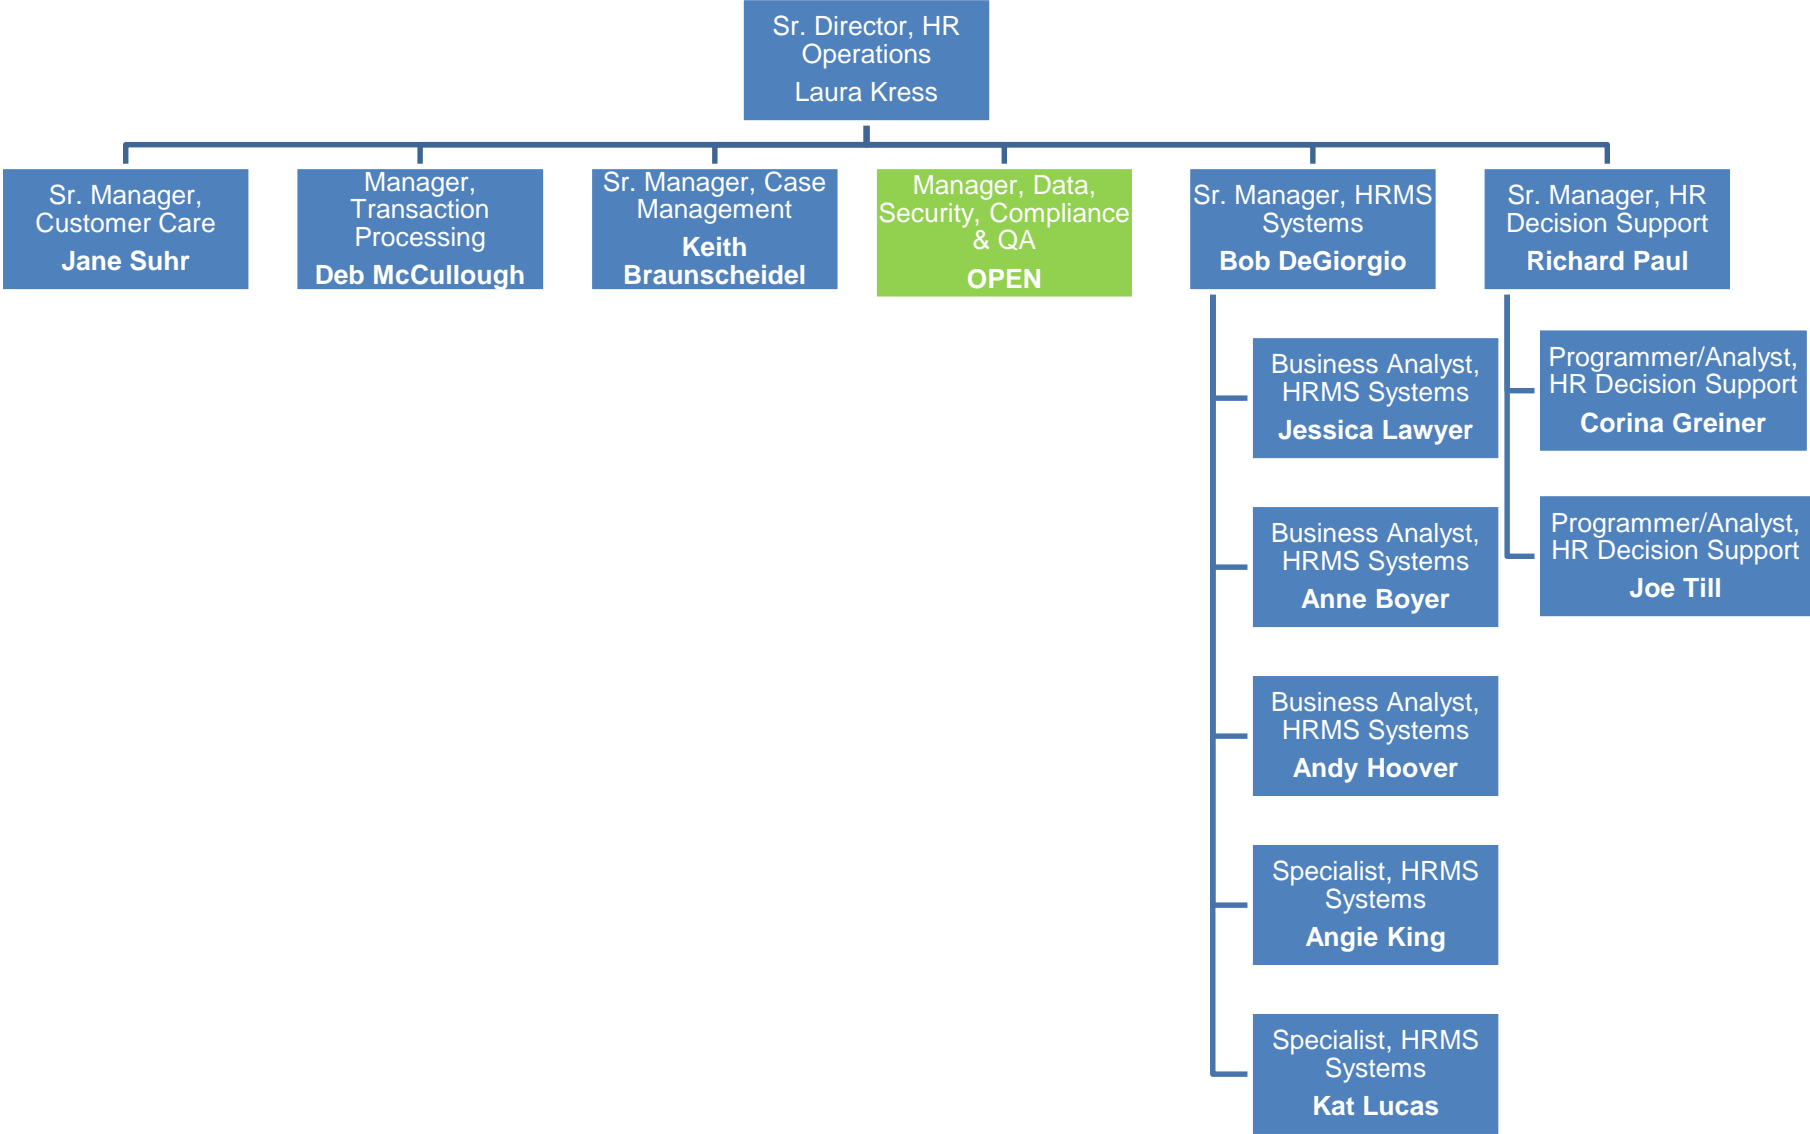 Sr. Director, HR
Operations
Laura Kress
Sr. Manager,
Customer Care
Jane Suhr
Manager,
Transaction
Processing
Deb McCullough
Sr. Manager, Case
Management
Keith
Braunscheidel
Manager, Data,
Security, Compliance
& QA
OPEN
Sr. Manager, HRMS
Systems
Bob DeGiorgio
Sr. Manager, HR
Decision Support
Richard Paul
Business Analyst,
HRMS Systems
Jessica Lawyer
Business Analyst,
HRMS Systems
Anne Boyer
Business Analyst,
HRMS Systems
Andy Hoover
Specialist, HRMS
Systems
Angie King
Specialist, HRMS
Systems
Kat Lucas
Programmer/Analyst,
HR Decision Support
Corina Greiner
Programmer/Analyst,
HR Decision Support
Joe Till